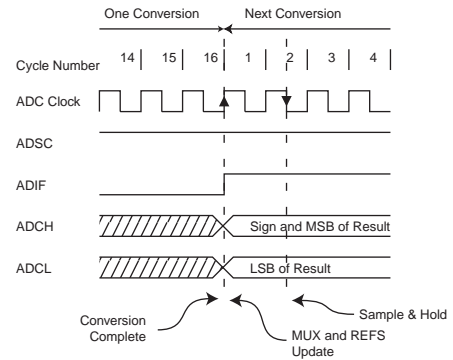 One Conversion Next Conversion
Cycle Number 14 15 16 1 2 3 4
ADC Clock
ADSC
ADIF
ADCH Sign and MSB of Result
ADCL LSB of Result
Conversion
Complete
MUX and REFS
Update
Sample & Hold